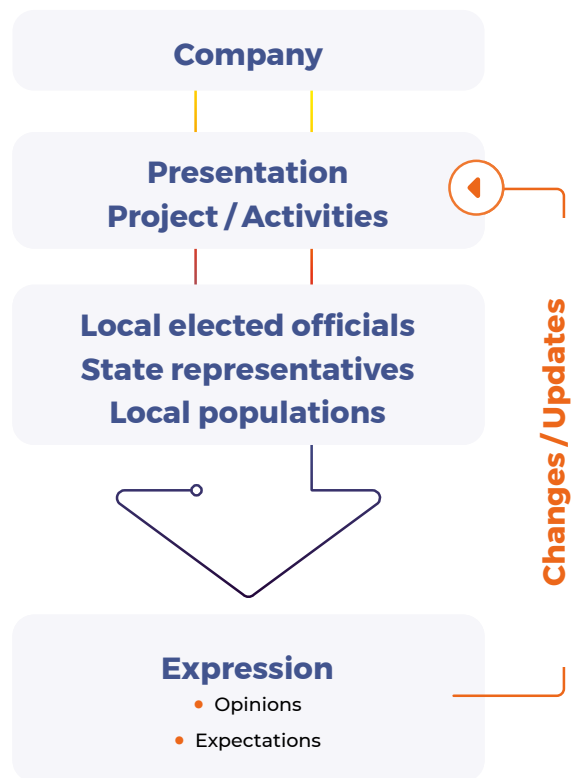 Company
Presentation
Project / Activities
Local elected officials
State representatives
Local populations
Changes / Updates
Expression
• Opinions
• Expectations